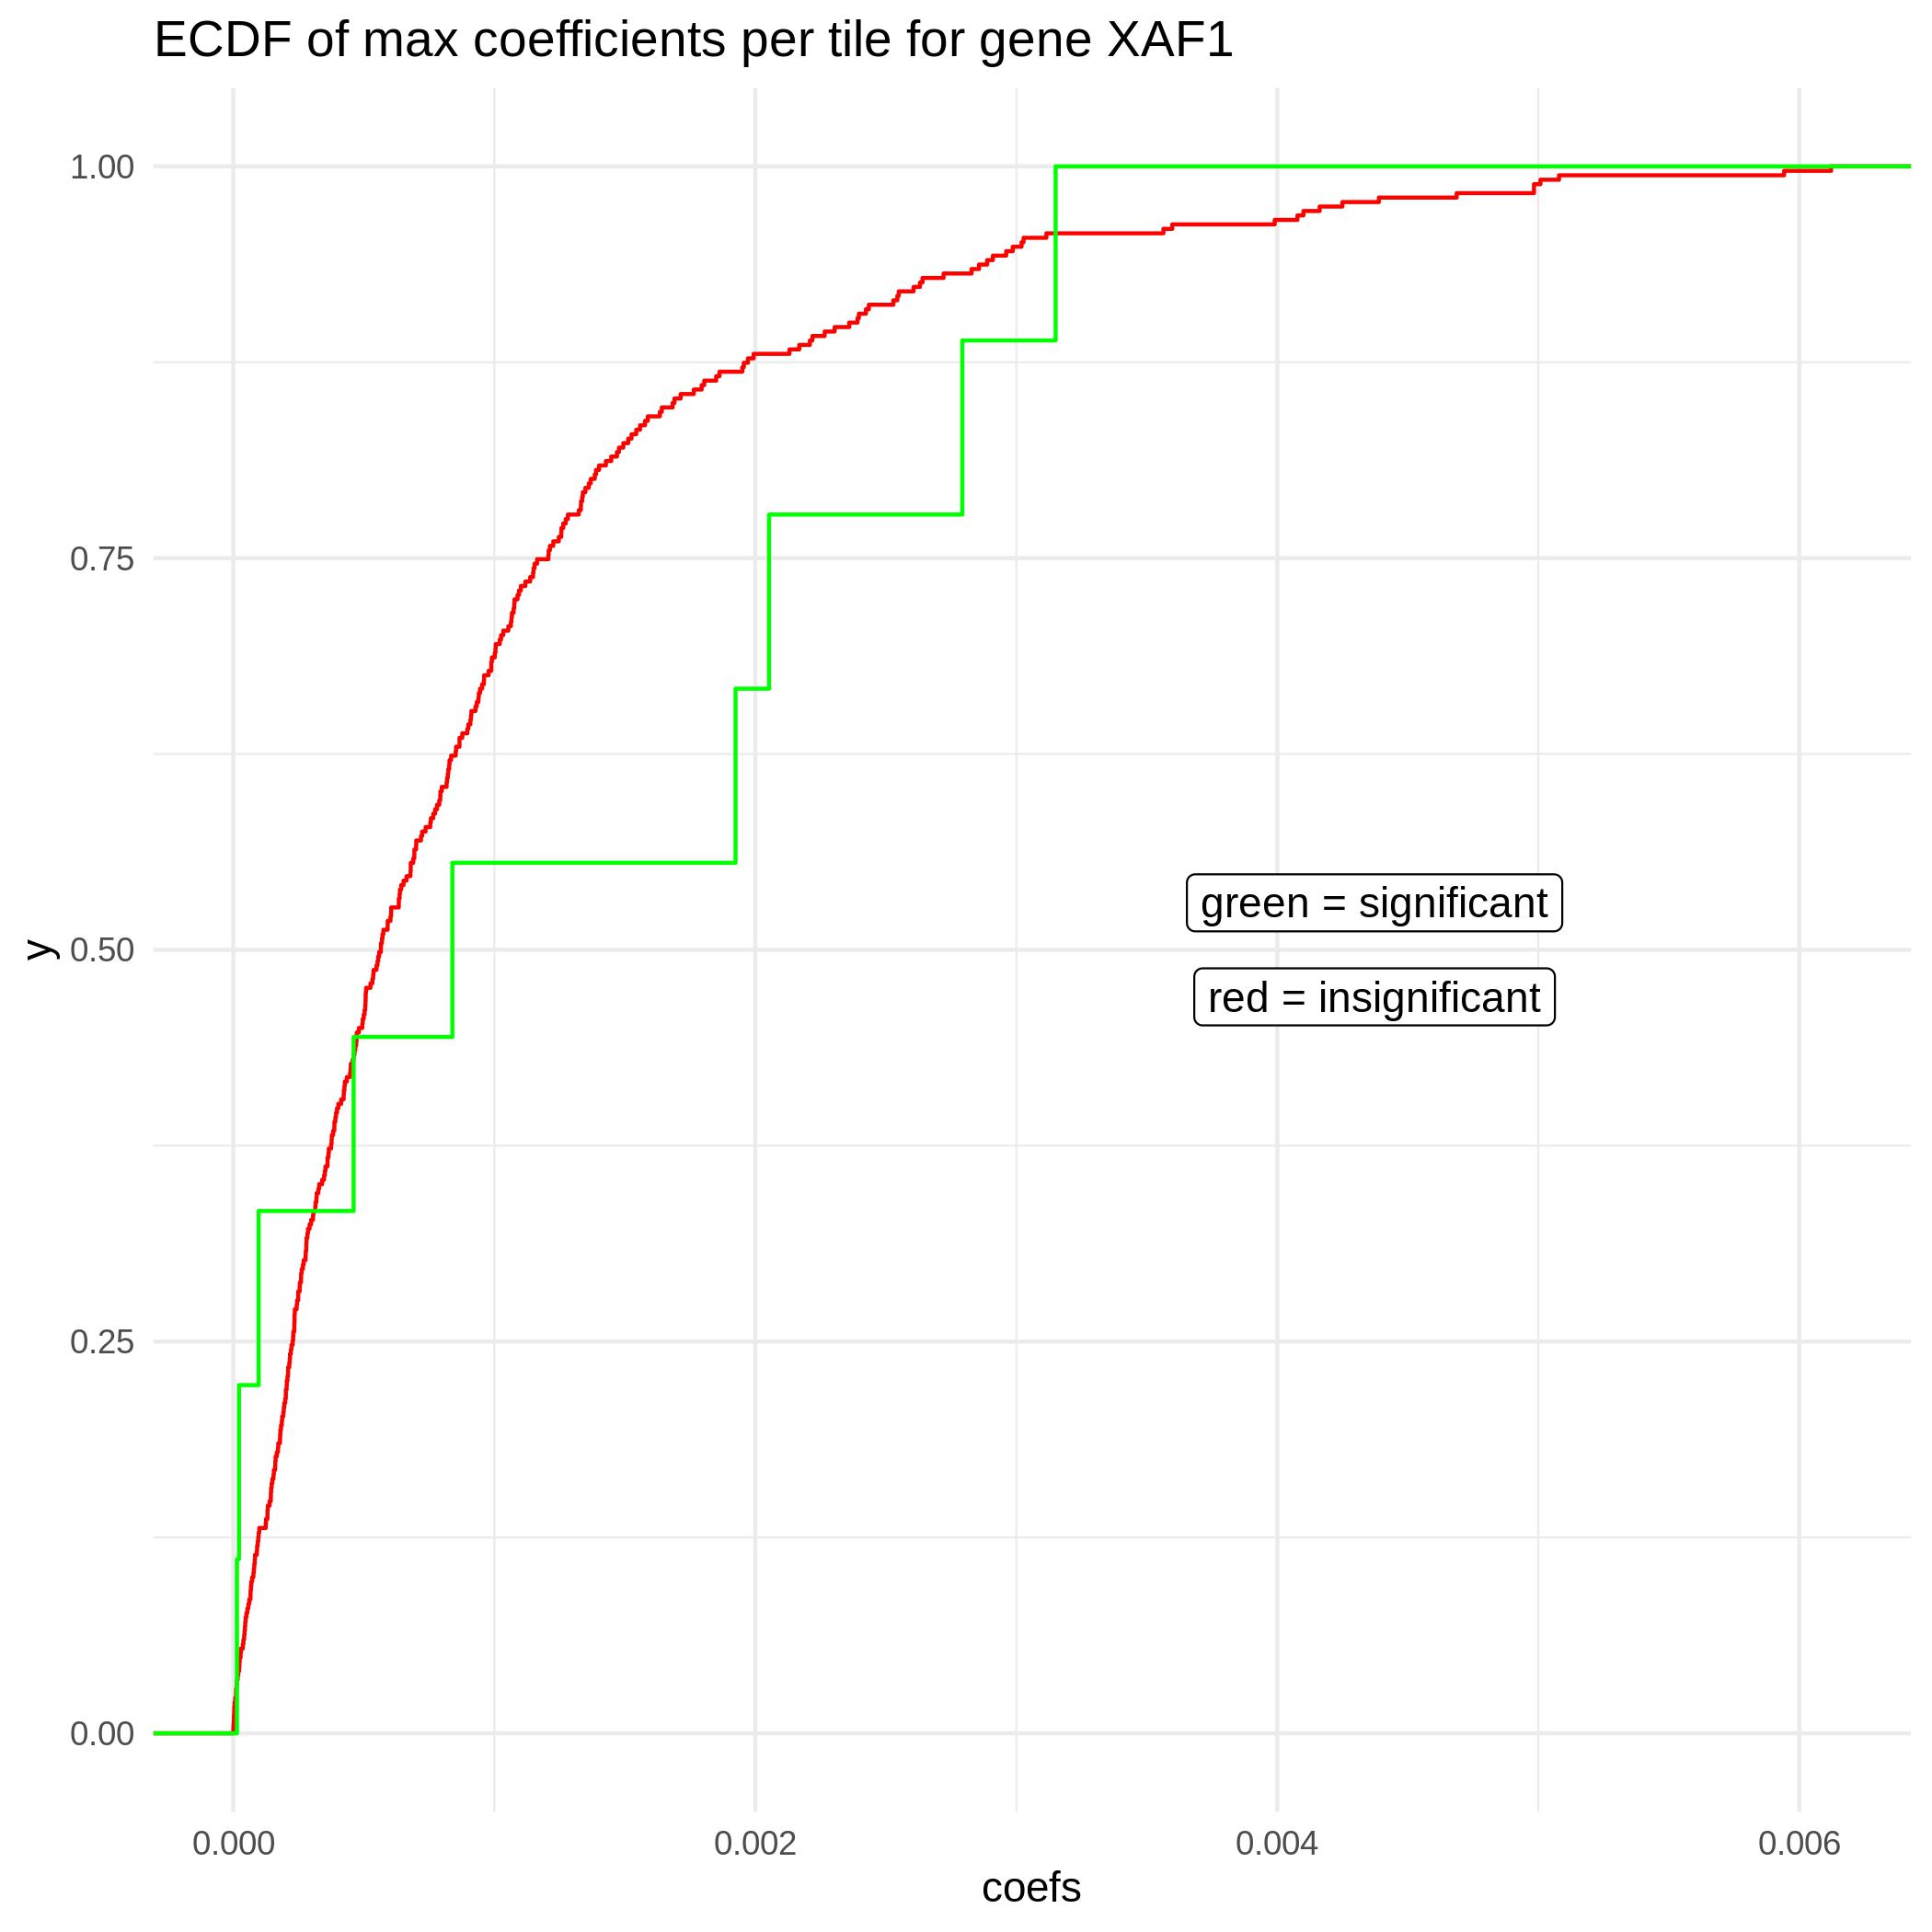 ECDF of max coefficients per tile for gene XAF1
1.00
0.75
0.50
0.25
0.00
y
green = significant
red = insignificant
0.000
0.002
0.004
0.006
coefs